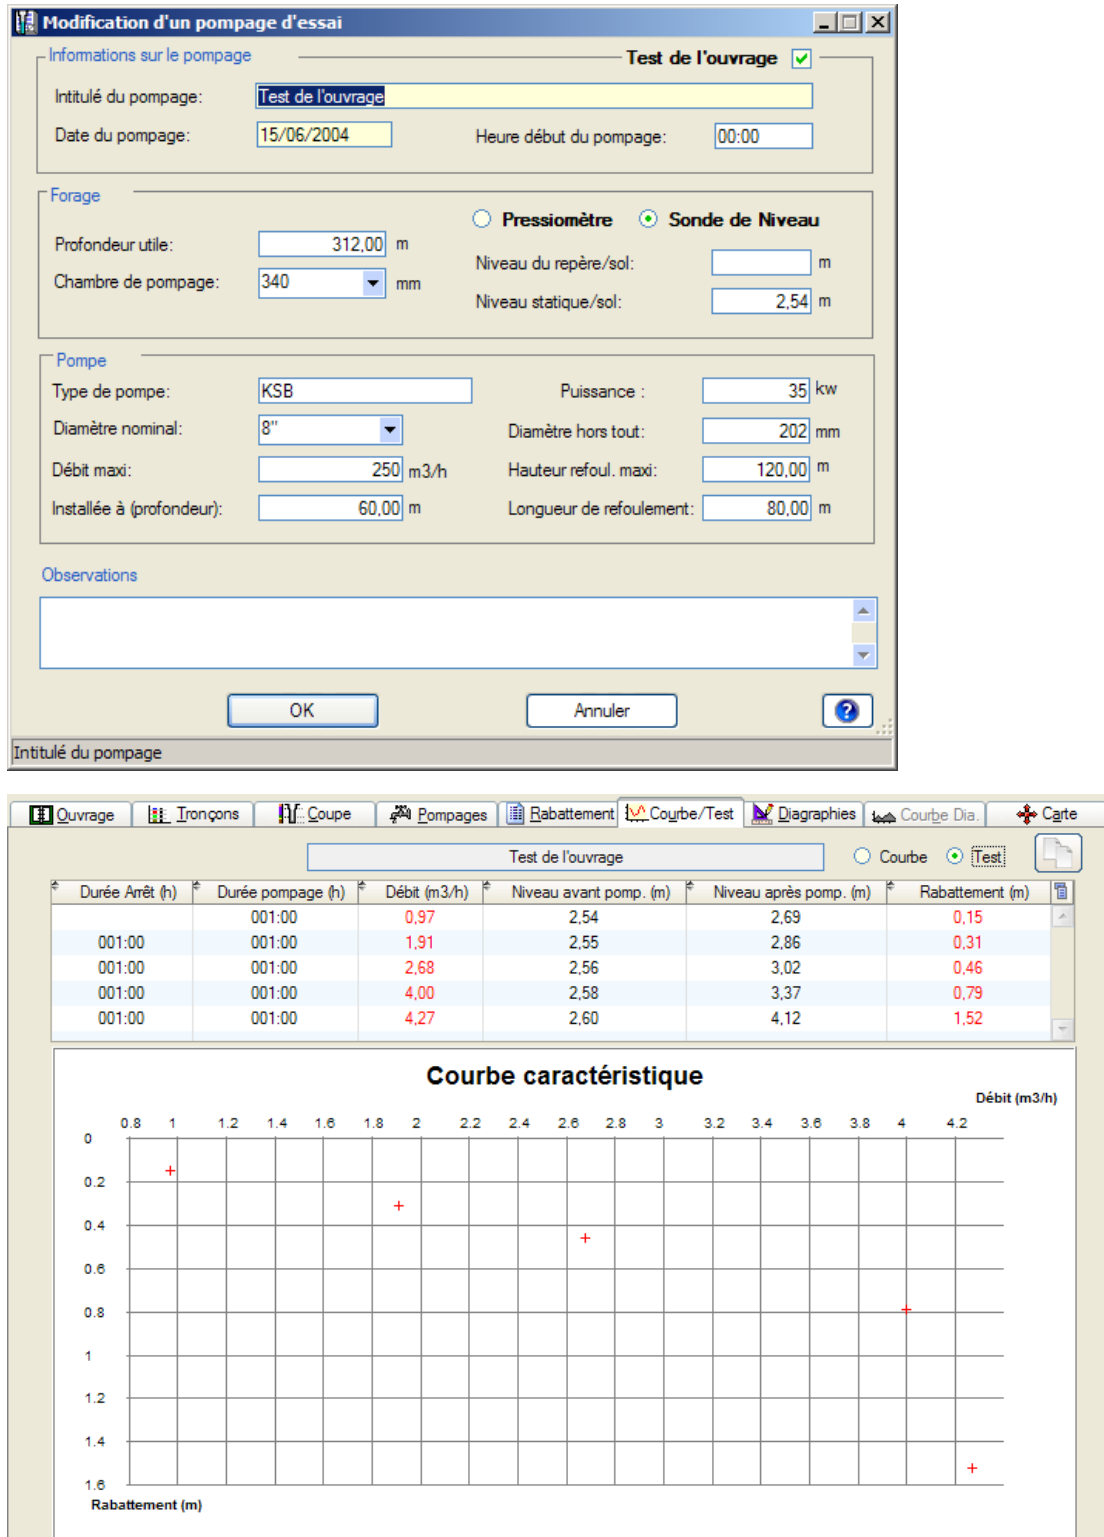 Modification d'un pompage d'essai
Informations sur le pompage
Test de l'ouvrage
Intitulé du pompage: Test de l'ouvrage
Date du pompage: 15/06/2004 Heure début du pompage: 00:00
Forage
Pressiomètre Sonde de Niveau
Profondeur utile: 312,00 m
Niveau du repère/sol: m
Chambre de pompage: 340 mm
Niveau statique/sol: 2,54 m
Pompe
Type de pompe: KSB Puissance : 35 kw
Diamètre nominal: 8" Diamètre hors tout: 202 mm
Débit maxi: 250 m3/h Hauteur refoul. maxi: 120,00 m
Installée à (profondeur): 60,00 m Longueur de refoulement: 80,00 m
Observations
OK Annuler ?
Intitulé du pompage
Ouvrage Tronçons Coupe Pompages Rabattement Courbe/Test Diagraphies Courbe Dia. Carte
Test de l'ouvrage Courbe Test
Durée Arrêt (h) Durée pompage (h) Débit (m3/h) Niveau avant pomp. (m) Niveau après pomp. (m) Rabattement (m)
001:00 0,97 2,54 2,69 0,15
001:00 001:00 1,91 2,55 2,86 0,31
001:00 001:00 2,68 2,56 3,02 0,46
001:00 001:00 4,00 2,58 3,37 0,79
001:00 001:00 4,27 2,60 4,12 1,52
Courbe caractéristique
Débit (m3/h)
0.8 1 1.2 1.4 1.6 1.8 2 2.2 2.4 2.6 2.8 3 3.2 3.4 3.6 3.8 4 4.2
0
0.2
0.4
0.6
0.8
1
1.2
1.4
1.6
Rabattement (m)